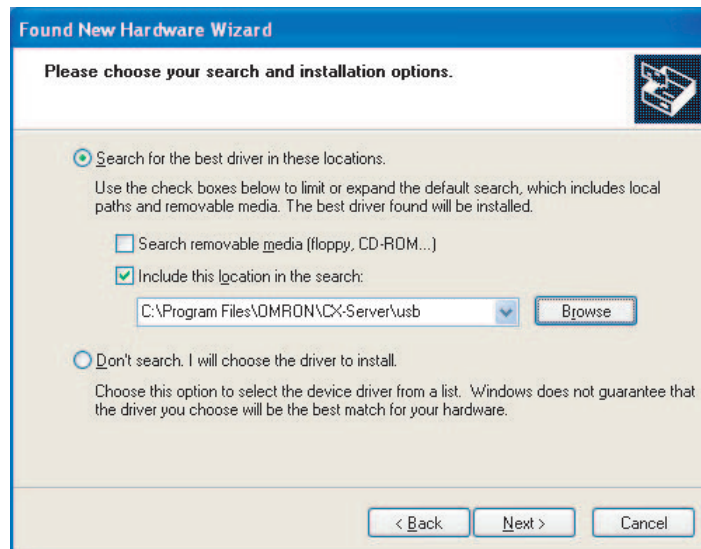 Found New Hardware Wizard
Please choose your search and installation options.
Search for the best driver in these locations.
Use the check boxes below to limit or expand the default search, which includes local
paths and removable media. The best driver found will be installed.
Search removable media (floppy, CD-ROM...)
Include this location in the search:
C:\Program Files\OMRON\CX-Server\usb
Browse
Don't search. I will choose the driver to install.
Choose this option to select the device driver from a list. Windows does not guarantee that
the driver you choose will be the best match for your hardware.
< Back Next > Cancel